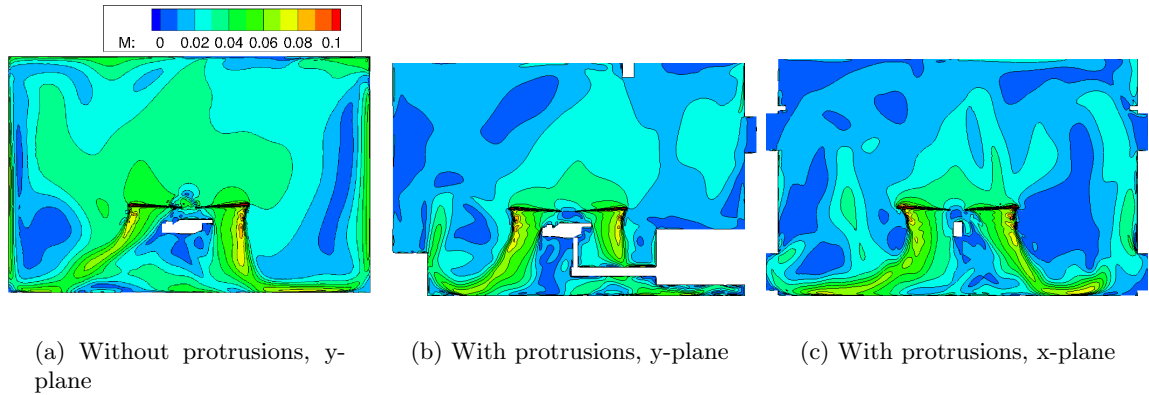 M: 0 0.02 0.04 0.06 0.08 0.1
(a) Without protrusions, y-
plane
(b) With protrusions, y-plane
(c) With protrusions, x-plane